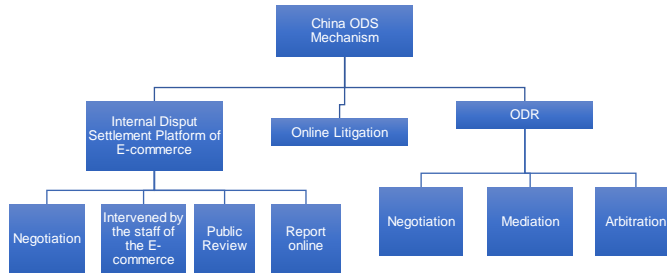 China ODS
Mechanism
Internal Disput
Settlement Platform of
E-commerce
Online Litigation
ODR
Negotiation
Intervened by
the staff of
the E-
commerce
Public
Review
Report
online
Negotiation
Mediation
Arbitration